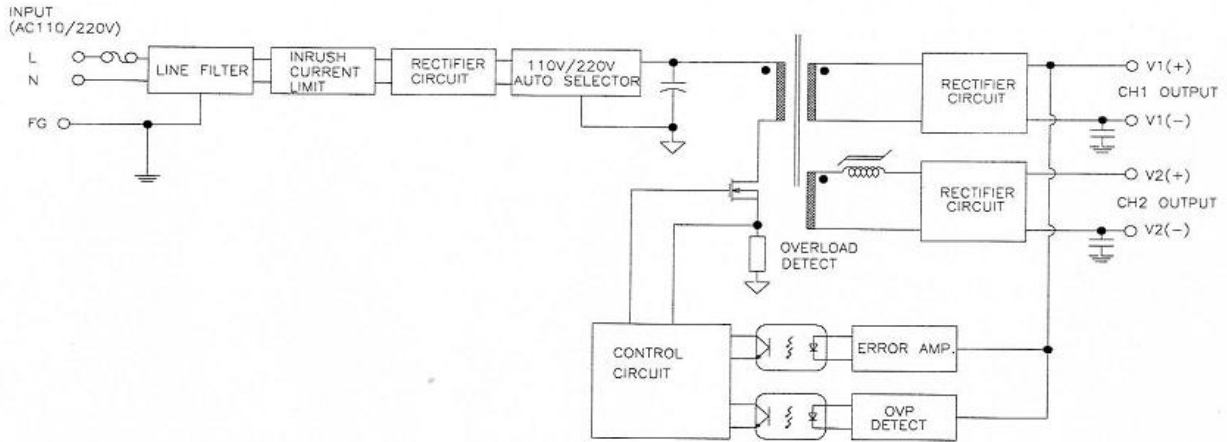 INPUT
(AC110/220V)
L
N
FG
LINE FILTER
INRUSH
CURRENT
LIMIT
RECTIFIER
CIRCUIT
110V/220V
AUTO SELECTOR
RECTIFIER
CIRCUIT
V1(+)
CH1 OUTPUT
V1(-)
RECTIFIER
CIRCUIT
V2(+)
CH2 OUTPUT
V2(-)
OVERLOAD
DETECT
CONTROL
CIRCUIT
ERROR AMP.
OVP
DETECT